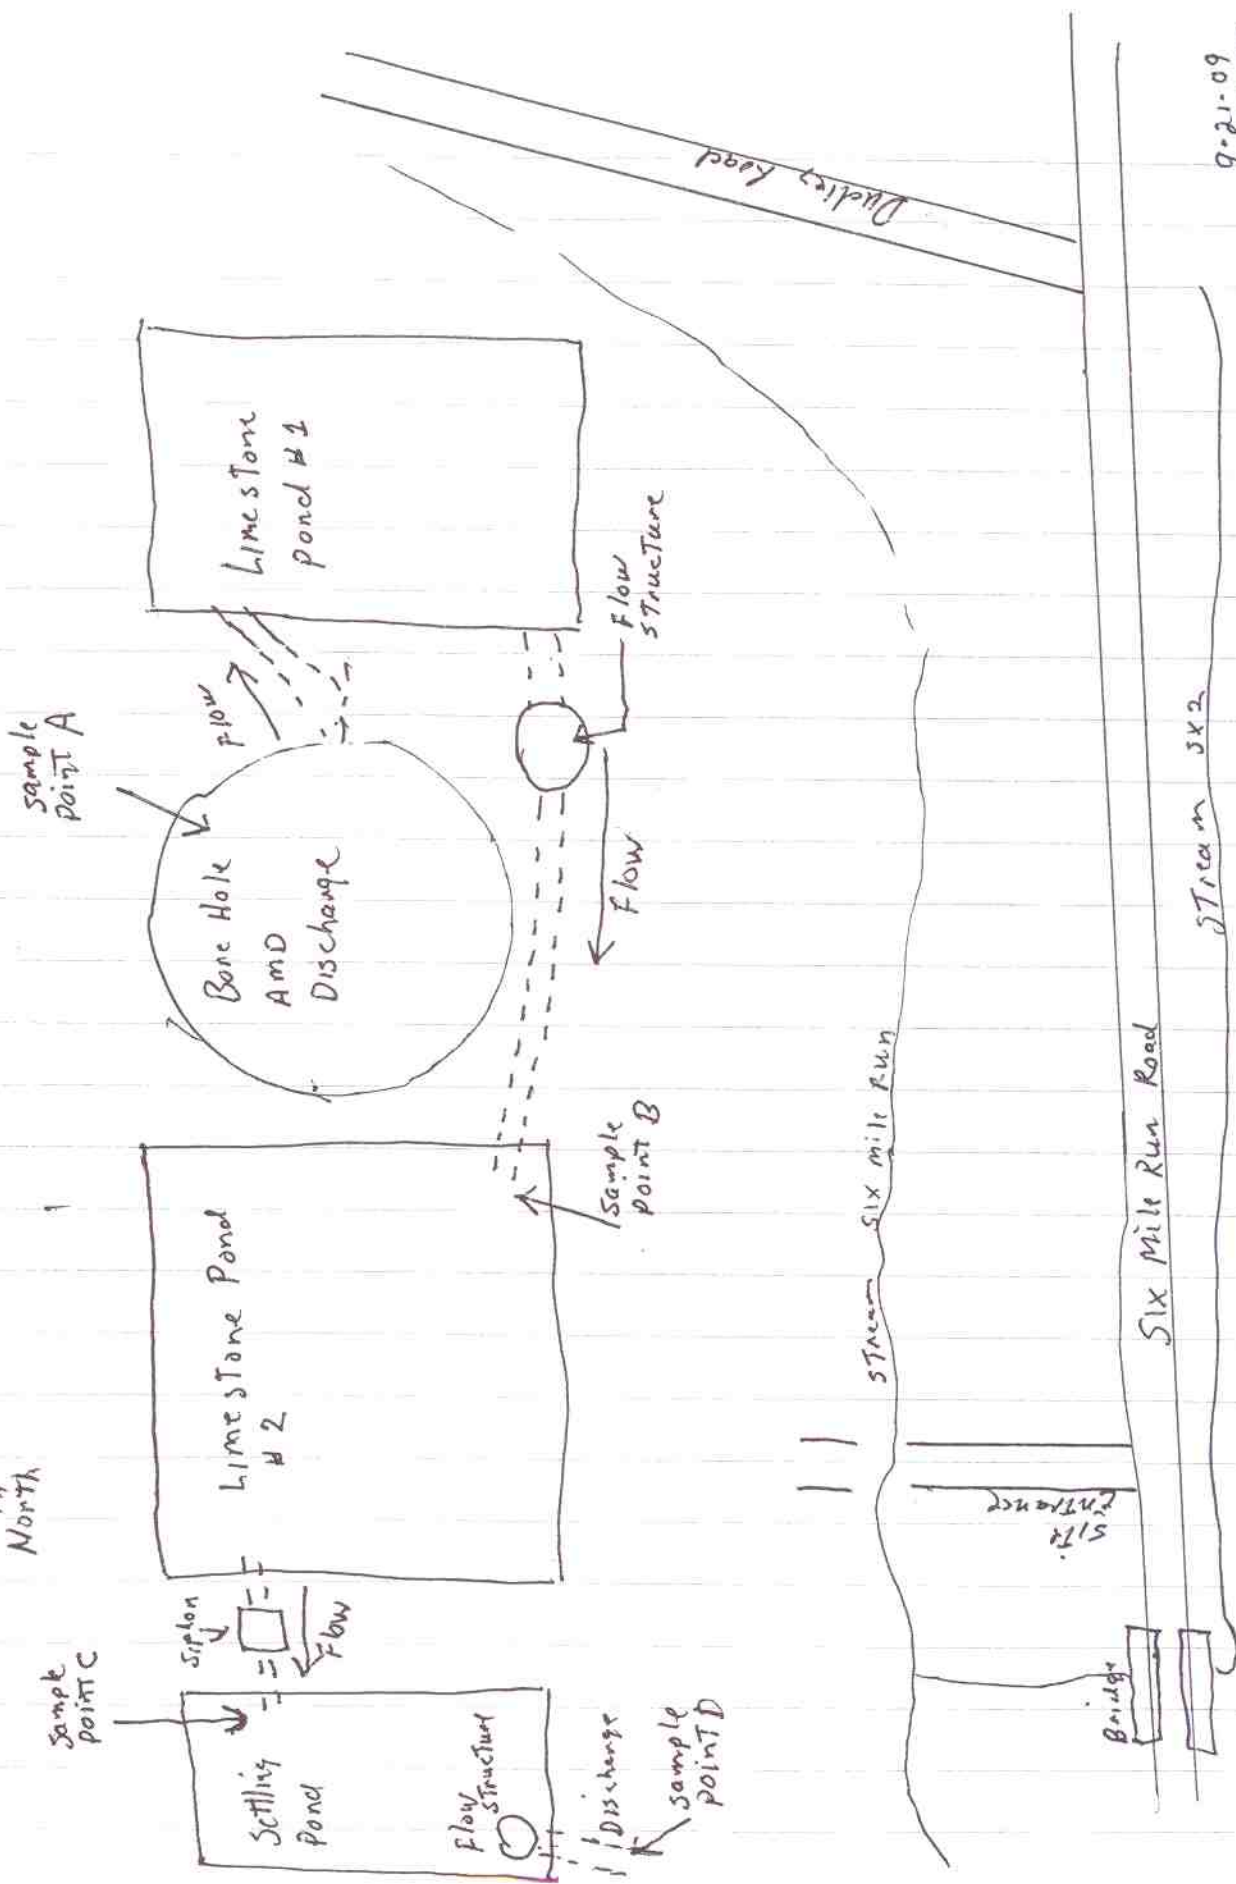 North
sample
point C
Siphon
Flow
Settling
Pond
Flow
Structure
Discharge
sample
point D
Limestone Pond
# 2
sample
point B
sample
point A
Bore Hole
AMD
Discharge
Flow
Limestone
pond # 1
Flow
structure
Flow
Stream Six mile Run
Site
Entrance
Bridge
Six Mile Run Road
Stream SX2
Dudley Road
9-21-09